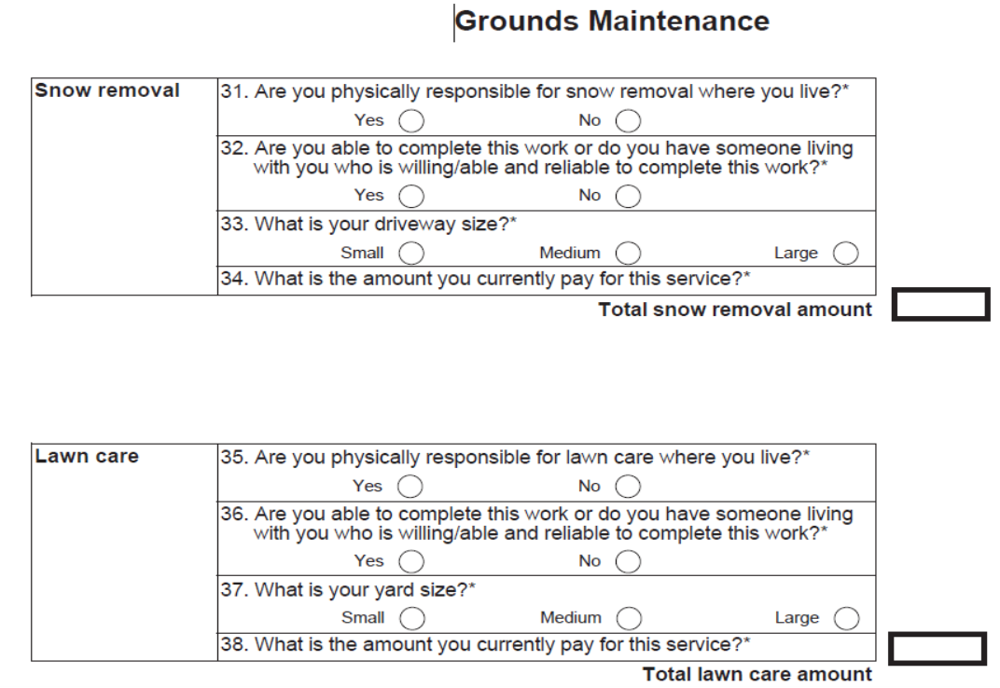 Grounds Maintenance
Snow removal
31. Are you physically responsible for snow removal where you live?*
Yes No
32. Are you able to complete this work or do you have someone living
with you who is willing/able and reliable to complete this work?*
Yes No
33. What is your driveway size?*
Small Medium Large
34. What is the amount you currently pay for this service?*
Total snow removal amount
Lawn care
35. Are you physically responsible for lawn care where you live?*
Yes No
36. Are you able to complete this work or do you have someone living
with you who is willing/able and reliable to complete this work?*
Yes No
37. What is your yard size?*
Small Medium Large
38. What is the amount you currently pay for this service?*
Total lawn care amount